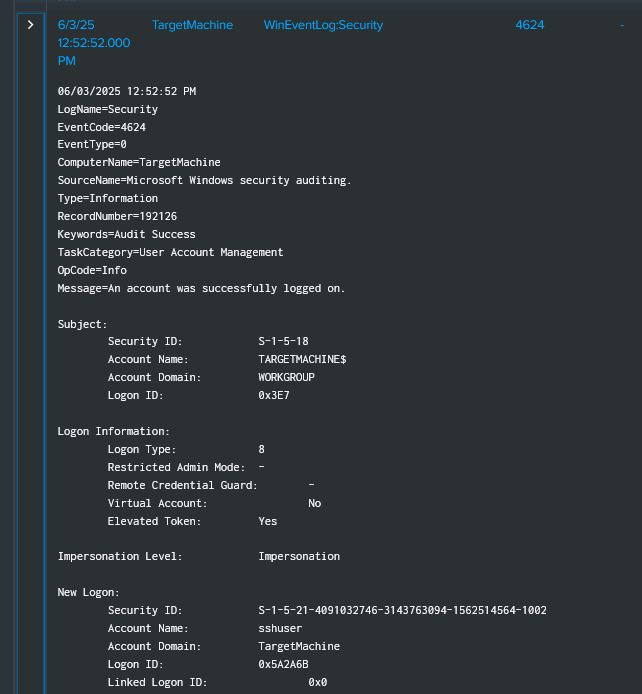 > 6/3/25 TargetMachine WinEventLog:Security 4624 -
12:52:52.000
PM
06/03/2025 12:52:52 PM
LogName=Security
EventCode=4624
EventType=0
ComputerName=TargetMachine
SourceName=Microsoft Windows security auditing.
Type=Information
RecordNumber=192126
Keywords=Audit Success
TaskCategory=User Account Management
OpCode=Info
Message=An account was successfully logged on.
Subject:
Security ID: S-1-5-18
Account Name: TARGETMACHINE$
Account Domain: WORKGROUP
Logon ID: 0x3E7
Logon Information:
Logon Type: 8
Restricted Admin Mode: -
Remote Credential Guard: -
Virtual Account: No
Elevated Token: Yes
Impersonation Level: Impersonation
New Logon:
Security ID: S-1-5-21-4091032746-3143763094-1562514564-1002
Account Name: sshuser
Account Domain: TargetMachine
Logon ID: 0x5A2A6B
Linked Logon ID: 0x0